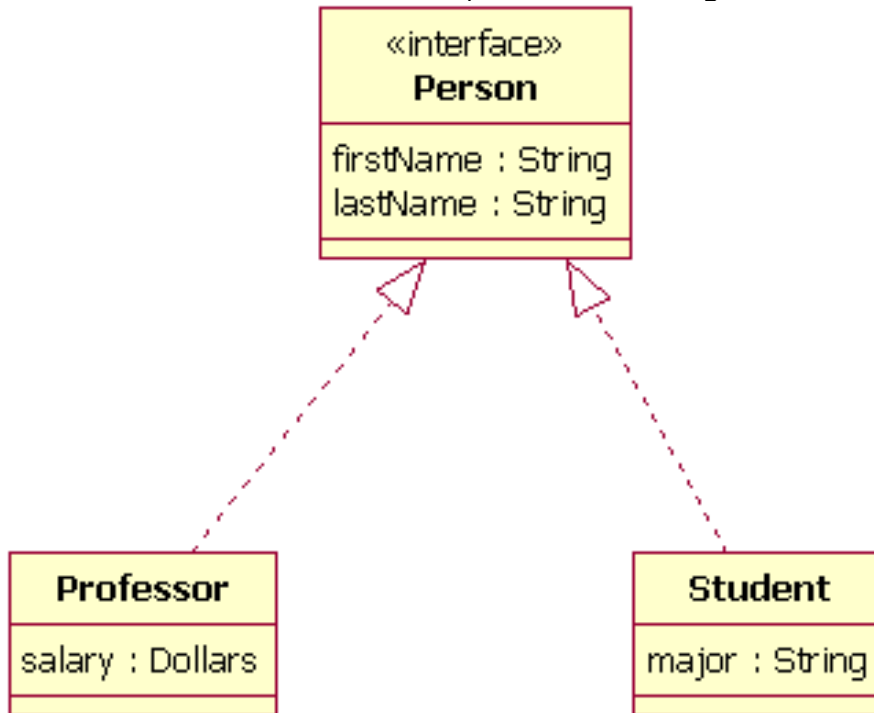 «interface»
Person
firstName : String
lastName : String
Professor
salary : Dollars
Student
major : String